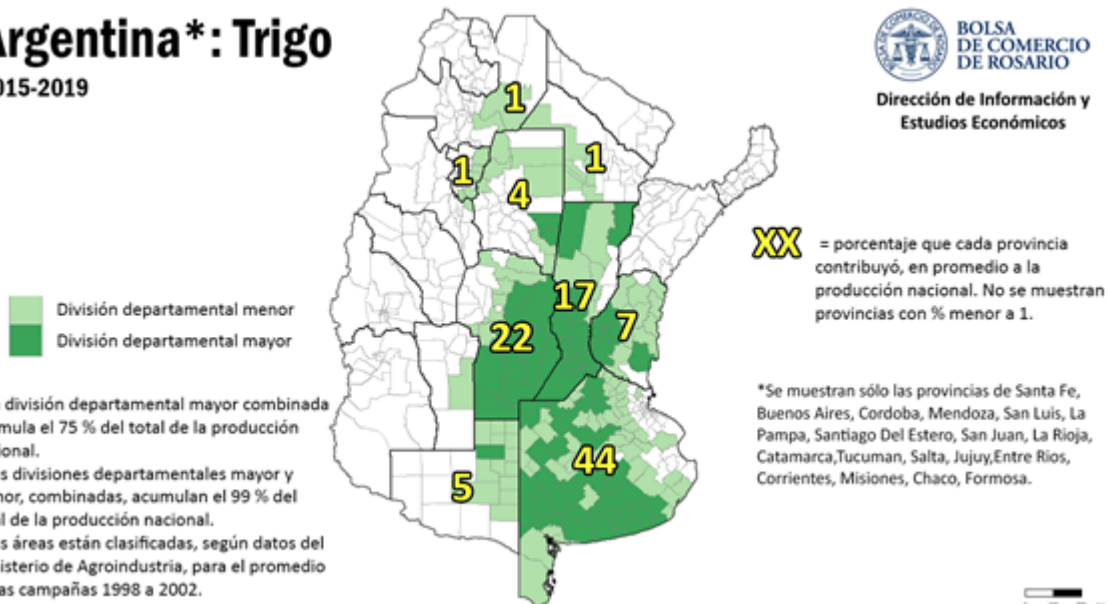 Argentina*: Trigo
015-2019
BOLSA
DE COMERCIO
DE ROSARIO
Dirección de Información y
Estudios Económicos
1
1
1
4
XX = porcentaje que cada provincia
contribuyó, en promedio a la
producción nacional. No se muestran
provincias con % menor a 1.
17
7
22
División departamental menor
División departamental mayor
*Se muestran sólo las provincias de Santa Fe,
Buenos Aires, Cordoba, Mendoza, San Luis, La
Pampa, Santiago Del Estero, San Juan, La Rioja,
Catamarca,Tucuman, Salta, Jujuy,Entre Rios,
Corrientes, Misiones, Chaco, Formosa.
división departamental mayor combinada
mula el 75 % del total de la producción
ional.
s divisiones departamentales mayor y
nor, combinadas, acumulan el 99 % del
al de la producción nacional.
s áreas están clasificadas, según datos del
isterio de Agroindustria, para el promedio
as campañas 1998 a 2002.
44
5